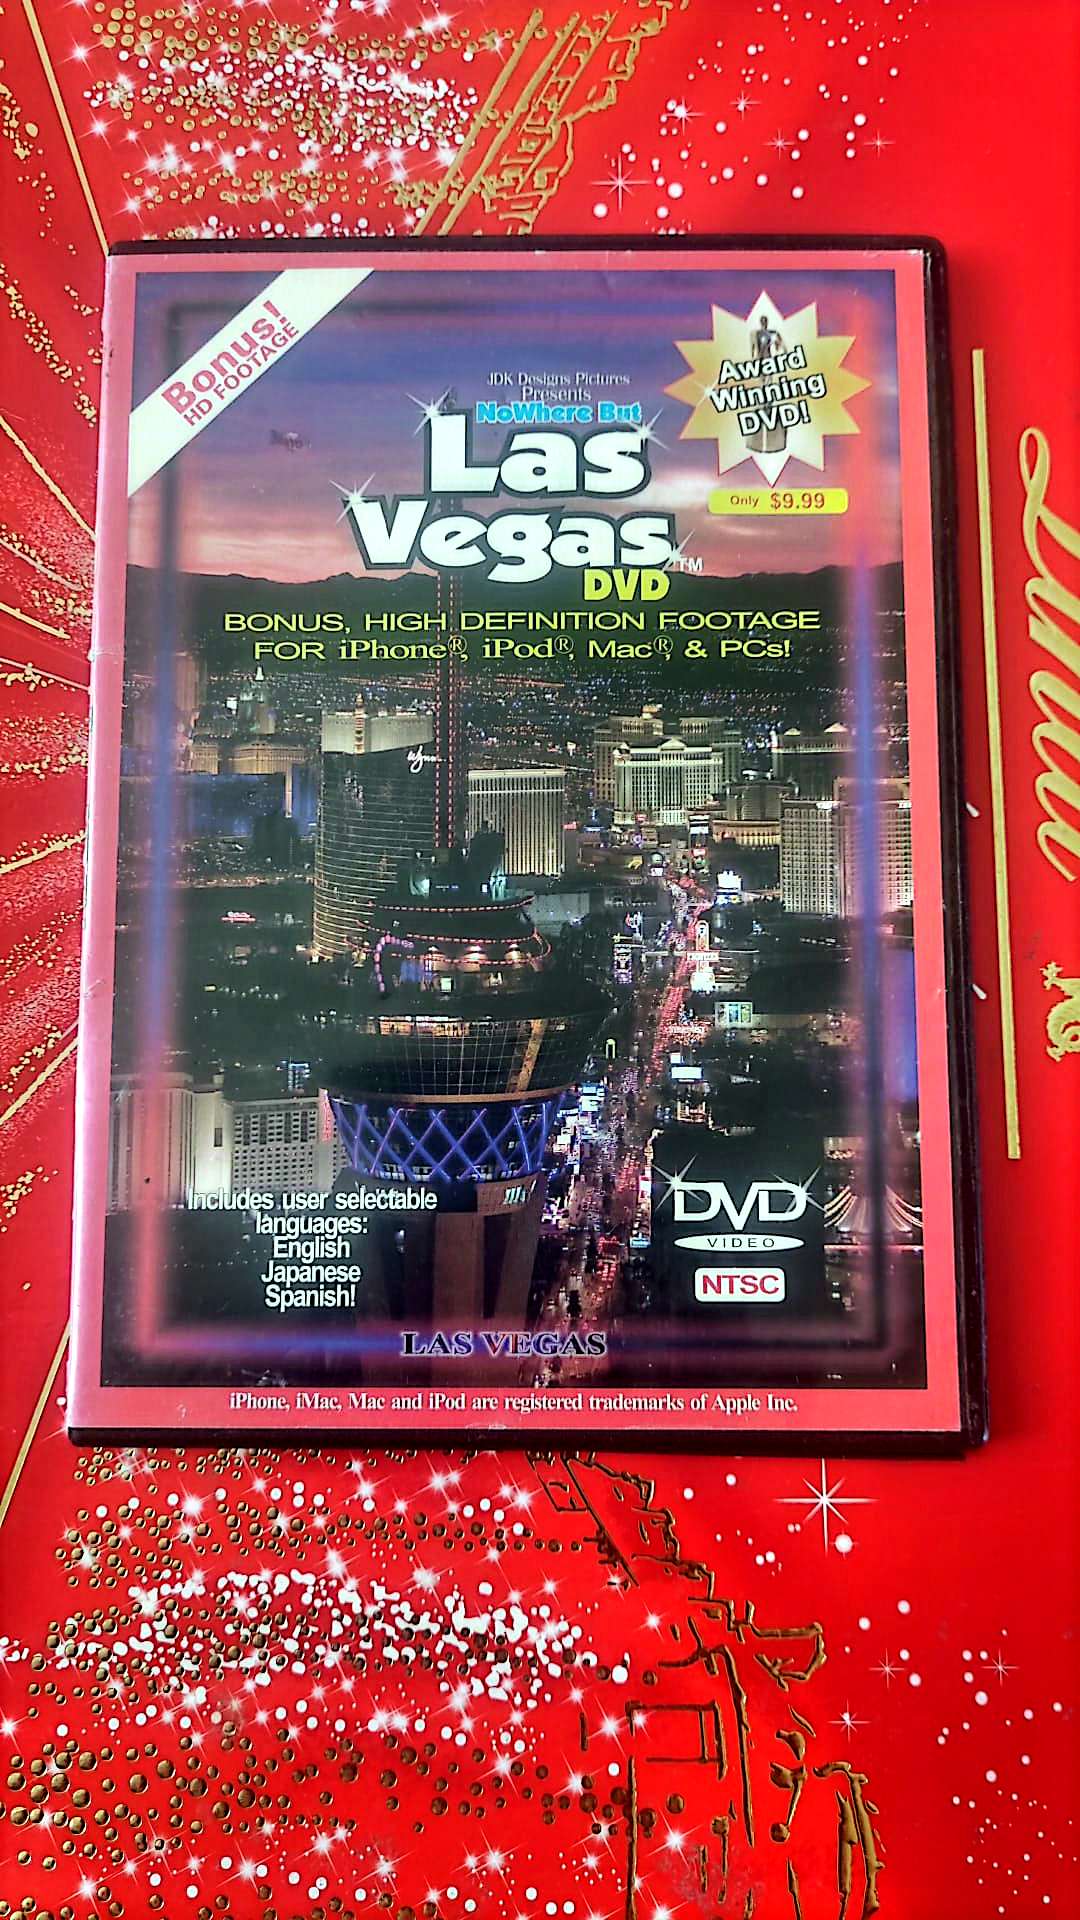 Bonus!
HD FOOTAGE
JDK Designs Pictures
Presents
NoWhere But
Las
Vegas™
DVD
Award
Winning
DVD!
Only $9.99
BONUS, HIGH DEFINITION FOOTAGE
FOR iPhone®, iPod®, Mac®, & PCs!
Wynn
Includes user selectable
languages:
English
Japanese
Spanish!
DVD
VIDEO
NTSC
LAS VEGAS
iPhone, iMac, Mac and iPod are registered trademarks of Apple Inc.